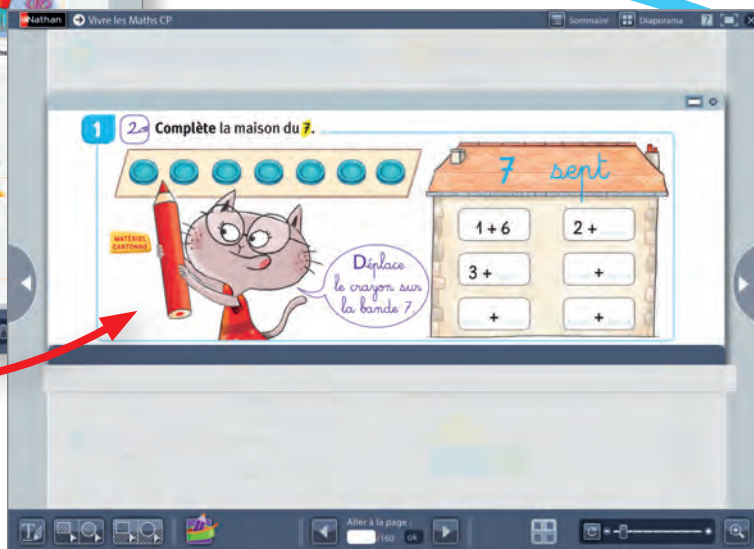 Nathan Vivre les Maths CP Sommaire Diaporama ?
1 2 Complète la maison du 7.
7 sept
MATÉRIEL
CARTONNÉ
Déplace
le crayon sur
la bande 7.
1 + 6 2 +
3 + +
+ +
Aller à la page :
/160 ok